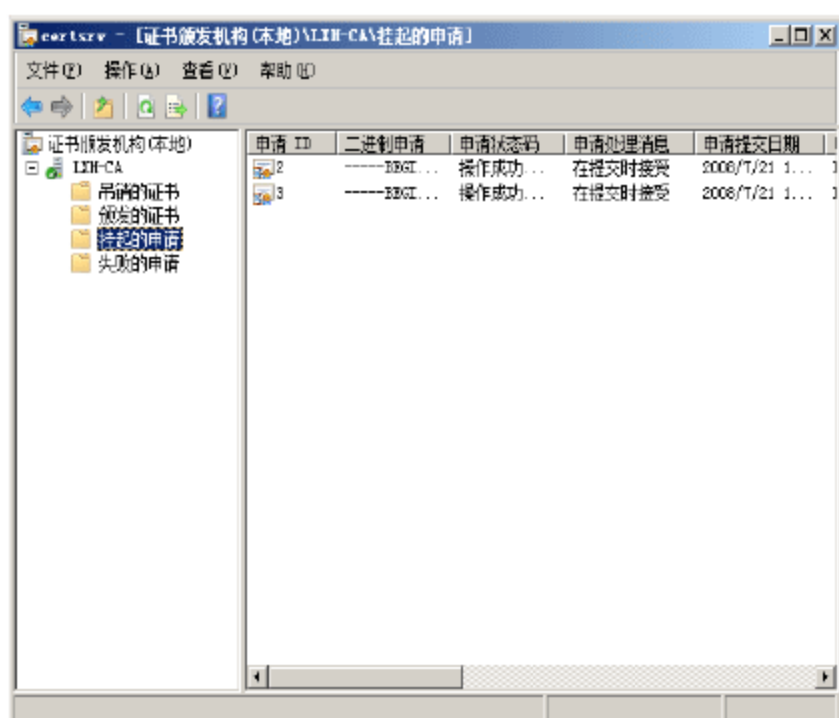 certsrv - [证书颁发机构(本地)\LXH-CA\挂起的申请]
文件(F) 操作(A) 查看(V) 帮助(H)
证书颁发机构(本地)
LXH-CA
吊销的证书
颁发的证书
挂起的申请
失败的申请
申请 ID 二进制申请 申请状态码 申请处理消息 申请提交日期
2 -----BEGI... 操作成功... 在提交时接受 2008/7/21 1...
3 -----BEGI... 操作成功... 在提交时接受 2008/7/21 1...